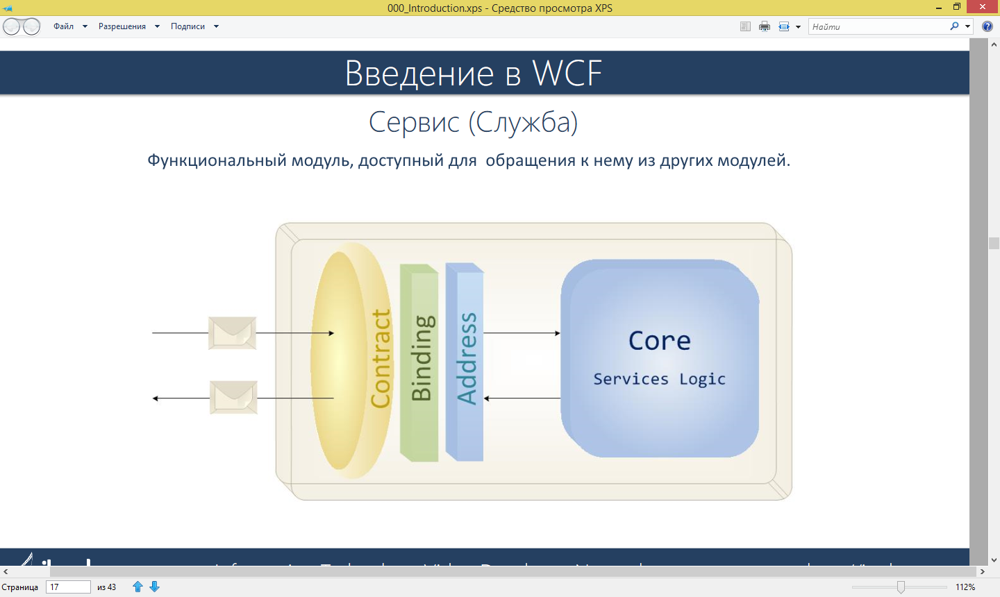 000_Introduction.xps - Средство просмотра XPS
Файл Разрешения Подписи Найти
Введение в WCF
Сервис (Служба)
Функциональный модуль, доступный для обращения к нему из других модулей.
Contract
Binding
Address
Core
Services Logic
Страница 17 из 43 112%